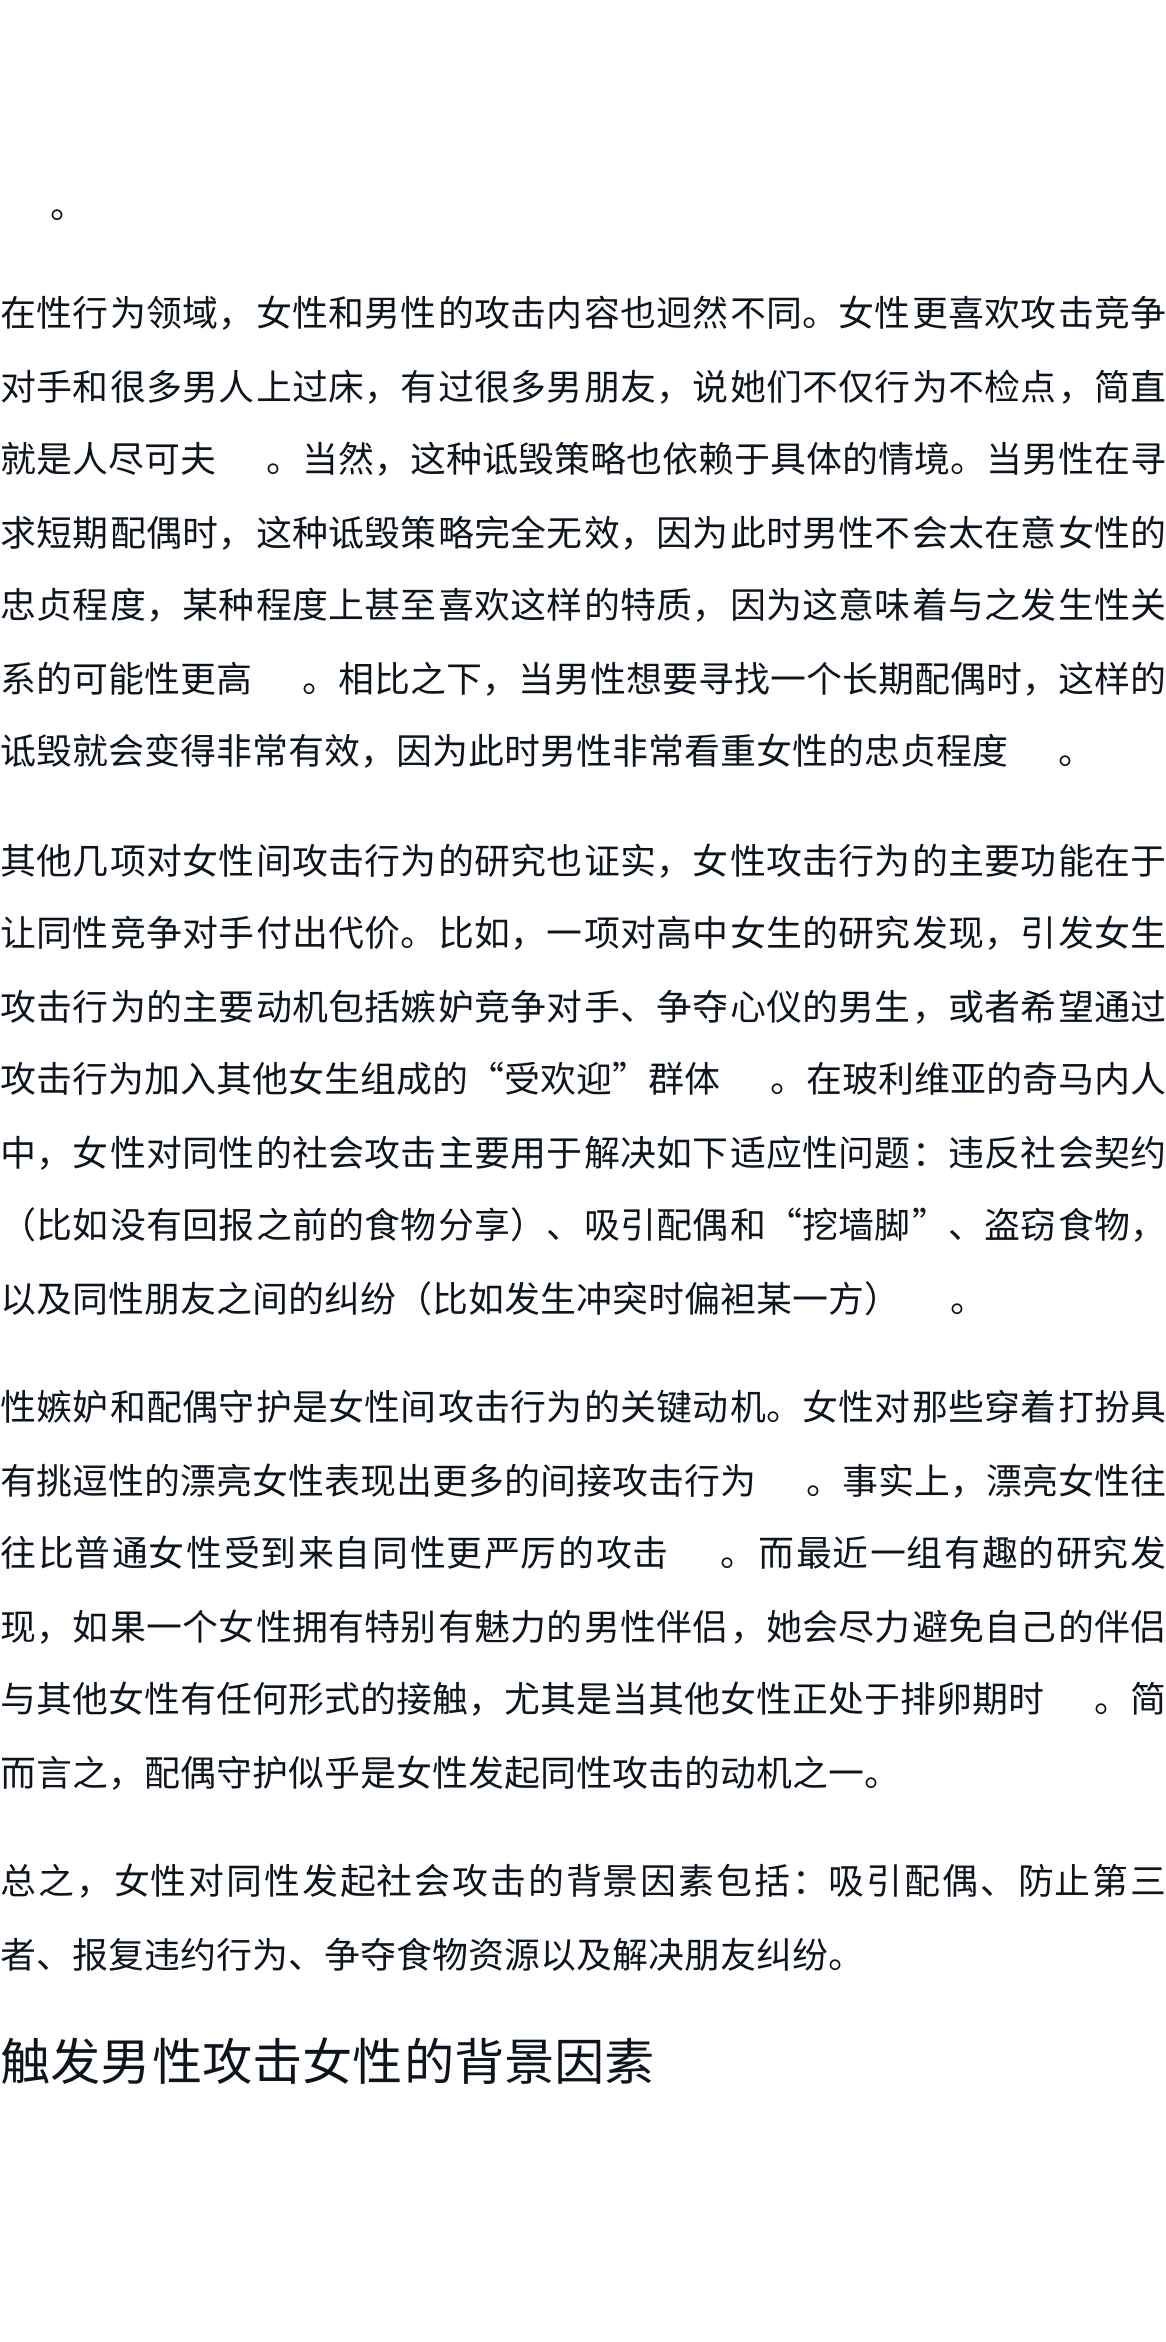 。
在性行为领域，女性和男性的攻击内容也迥然不同。女性更喜欢攻击竞争
对手和很多男人上过床，有过很多男朋友，说她们不仅行为不检点，简直
就是人尽可夫　。当然，这种诋毁策略也依赖于具体的情境。当男性在寻
求短期配偶时，这种诋毁策略完全无效，因为此时男性不会太在意女性的
忠贞程度，某种程度上甚至喜欢这样的特质，因为这意味着与之发生性关
系的可能性更高　。相比之下，当男性想要寻找一个长期配偶时，这样的
诋毁就会变得非常有效，因为此时男性非常看重女性的忠贞程度　。
其他几项对女性间攻击行为的研究也证实，女性攻击行为的主要功能在于
让同性竞争对手付出代价。比如，一项对高中女生的研究发现，引发女生
攻击行为的主要动机包括嫉妒竞争对手、争夺心仪的男生，或者希望通过
攻击行为加入其他女生组成的“受欢迎”群体　。在玻利维亚的奇马内人
中，女性对同性的社会攻击主要用于解决如下适应性问题：违反社会契约
（比如没有回报之前的食物分享）、吸引配偶和“挖墙脚”、盗窃食物，
以及同性朋友之间的纠纷（比如发生冲突时偏袒某一方）　。
性嫉妒和配偶守护是女性间攻击行为的关键动机。女性对那些穿着打扮具
有挑逗性的漂亮女性表现出更多的间接攻击行为　。事实上，漂亮女性往
往比普通女性受到来自同性更严厉的攻击　。而最近一组有趣的研究发
现，如果一个女性拥有特别有魅力的男性伴侣，她会尽力避免自己的伴侣
与其他女性有任何形式的接触，尤其是当其他女性正处于排卵期时　。简
而言之，配偶守护似乎是女性发起同性攻击的动机之一。
总之，女性对同性发起社会攻击的背景因素包括：吸引配偶、防止第三
者、报复违约行为、争夺食物资源以及解决朋友纠纷。
触发男性攻击女性的背景因素